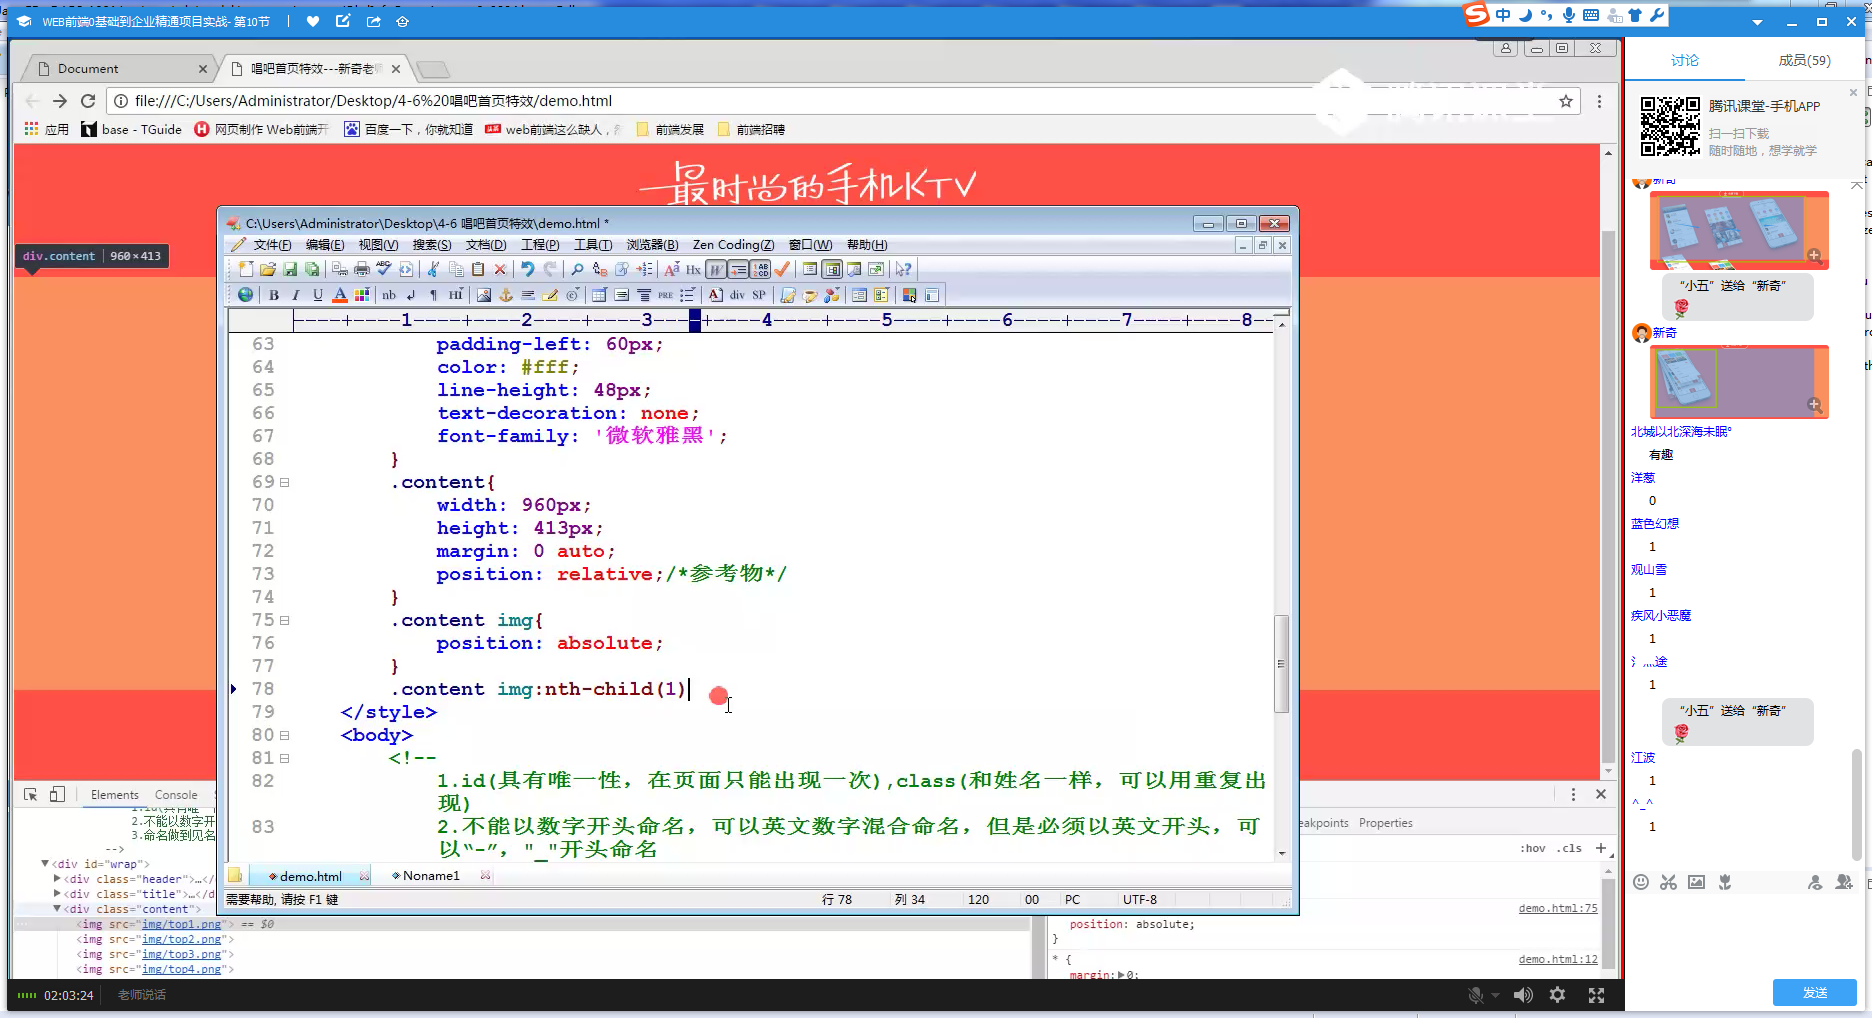 WEB前端0基础到企业精通项目实战- 第10节
中
Document
唱吧首页特效---新奇老师
file:///C:/Users/Administrator/Desktop/4-6%20唱吧首页特效/demo.html
应用
base - TGuide
网页制作 Web前端开
百度一下，你就知道
web前端这么缺人，
前端发展
前端招聘
最时尚的手机KTV
div.content 960×413
C:\Users\Administrator\Desktop\4-6 唱吧首页特效\demo.html *
文件(F) 编辑(E) 视图(V) 搜索(S) 文档(D) 工程(P) 工具(T) 浏览器(B) Zen Coding(Z) 窗口(W) 帮助(H)
----+----1----+----2----+----3----+----4----+----5----+----6----+----7----+----8--
63 padding-left: 60px;
64 color: #fff;
65 line-height: 48px;
66 text-decoration: none;
67 font-family: '微软雅黑';
68 }
69 .content{
70 width: 960px;
71 height: 413px;
72 margin: 0 auto;
73 position: relative;/*参考物*/
74 }
75 .content img{
76 position: absolute;
77 }
78 .content img:nth-child(1)
79 </style>
80 <body>
81 <!--
82 1.id(具有唯一性，在页面只能出现一次),class(和姓名一样，可以用重复出
现)
83 2.不能以数字开头命名，可以英文数字混合命名，但是必须以英文开头，可
以“-”，"_"开头命名
demo.html Noname1
需要帮助, 请按 F1 键 行 78 列 34 120 00 PC UTF-8
Elements Console
2.不能以数字开
3.命名做到见名
-->
▼<div id="wrap">
▶<div class="header">…</
▶<div class="title">…</d
▼<div class="content">
<img src="img/top1.png"> == $0
<img src="img/top2.png">
<img src="img/top3.png">
<img src="img/top4.png">
eakpoints Properties
:hov .cls +
demo.html:75
position: absolute;
}
* { demo.html:12
margin:▶0;
02:03:24 老师说话
讨论 成员(59)
腾讯课堂-手机APP
扫一扫下载
随时随地，想学就学
新奇
“小五”送给“新奇”
新奇
北城以北深海未眠°
有趣
洋葱
0
蓝色幻想
1
观山雪
1
疾风小恶魔
1
氵灬途
1
“小五”送给“新奇”
江波
1
^_^
1
发送